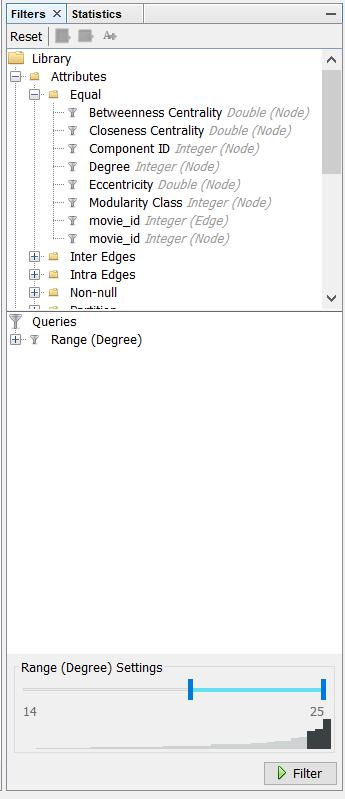 Filters × Statistics
Reset
Library
Attributes
Equal
Betweenness Centrality Double (Node)
Closeness Centrality Double (Node)
Component ID Integer (Node)
Degree Integer (Node)
Eccentricity Double (Node)
Modularity Class Integer (Node)
movie_id Integer (Edge)
movie_id Integer (Node)
Inter Edges
Intra Edges
Non-null
Queries
Range (Degree)
Range (Degree) Settings
14 25
Filter